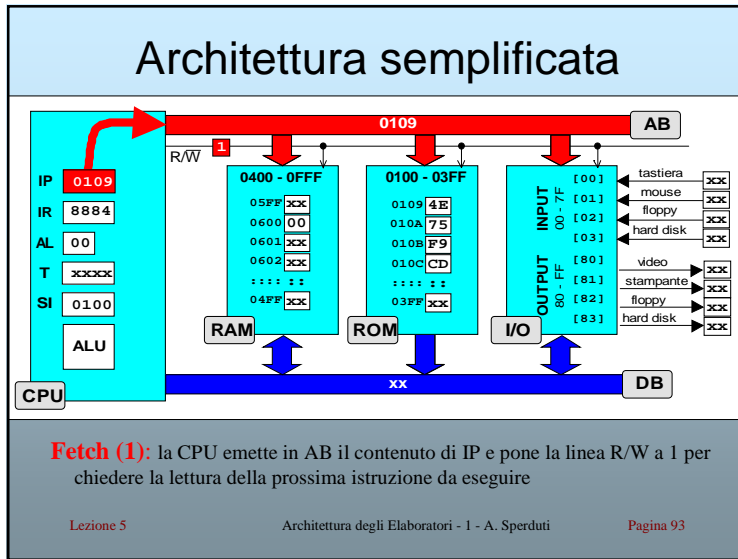 Architettura semplificata
0109
AB
R/W
1
IP 0109
IR 8884
AL 00
T xxxx
SI 0100
ALU
CPU
0400 - 0FFF
05FF xx
0600 00
0601 xx
0602 xx
:::: ::
04FF xx
RAM
0100 - 03FF
0109 4E
010A 75
010B F9
010C CD
:::: ::
03FF xx
ROM
INPUT
00 - 7F
OUTPUT
80 - FF
[00]
[01]
[02]
[03]
[80]
[81]
[82]
[83]
I/O
tastiera xx
mouse xx
floppy xx
hard disk xx
video xx
stampante xx
floppy xx
hard disk xx
xx
DB
Fetch (1): la CPU emette in AB il contenuto di IP e pone la linea R/W a 1 per
chiedere la lettura della prossima istruzione da eseguire
Lezione 5 Architettura degli Elaboratori - 1 - A. Sperduti Pagina 93